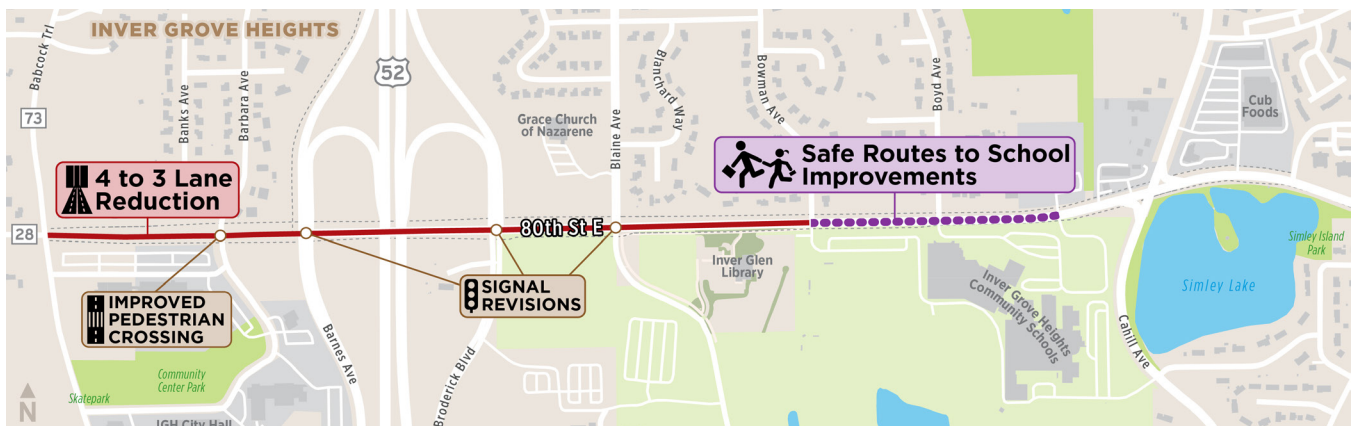 INVER GROVE HEIGHTS
Babcock Trl
73
Banks Ave
Barbara Ave
52
Grace Church
of Nazarene
Blaine Ave
Blanchard Way
Bowman Ave
Boyd Ave
Cub
Foods
4 to 3 Lane
Reduction
Safe Routes to School
Improvements
28
80th St E
IMPROVED
PEDESTRIAN
CROSSING
SIGNAL
REVISIONS
Inver Glen
Library
Inver Grove Heights
Community Schools
Simley Island
Park
Simley Lake
Cahill Ave
Barnes Ave
Broderick Blvd
Community
Center Park
Skatepark
IGH City Hall
N